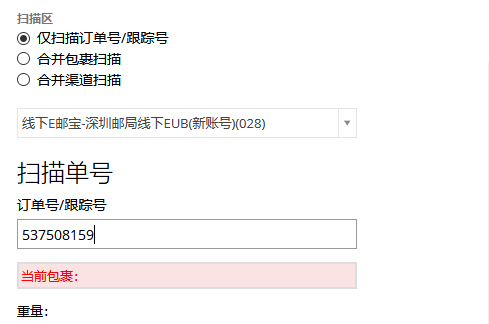 扫描区
仅扫描订单号/跟踪号
合并包裹扫描
合并渠道扫描
线下E邮宝-深圳邮局线下EUB(新账号)(028)
扫描单号
订单号/跟踪号
537508159
当前包裹：
重量：